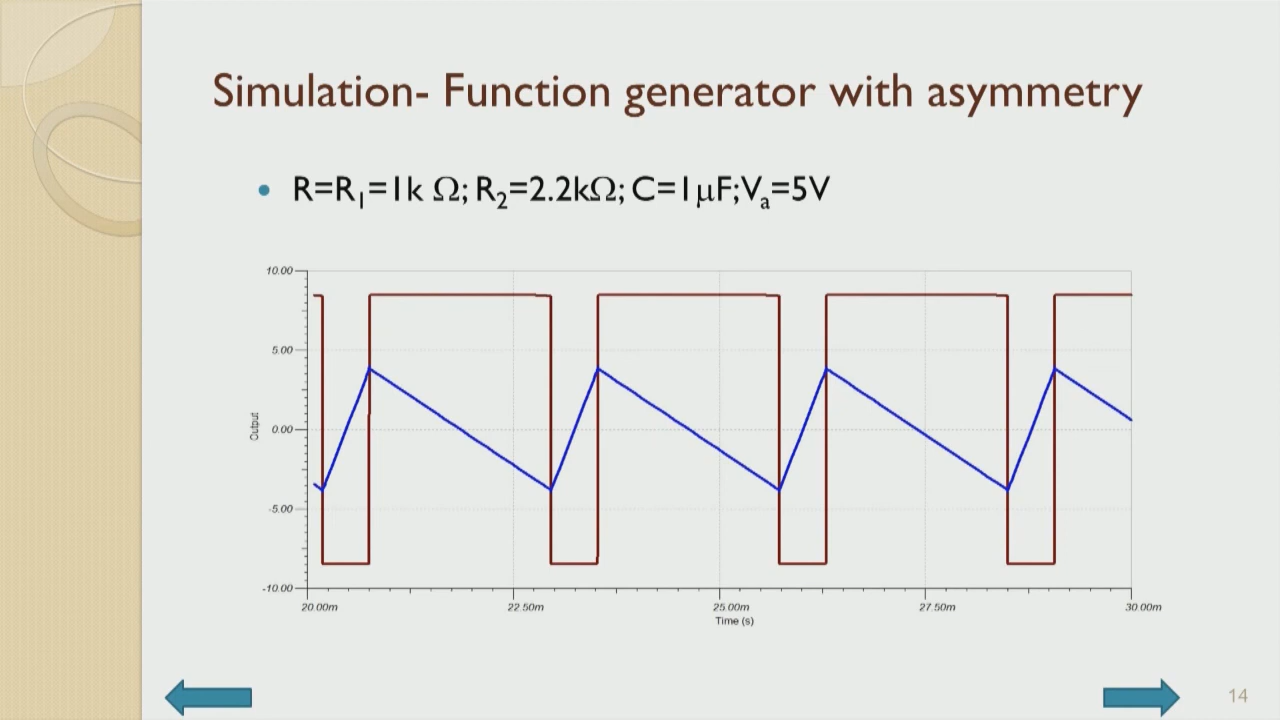 Simulation- Function generator with asymmetry
• R=R₁=1k Ω; R₂=2.2kΩ; C=1μF;Vₐ=5V
10.00
5.00
Output
0.00
-5.00
-10.00
20.00m 22.50m 25.00m 27.50m 30.00m
Time (s)
14